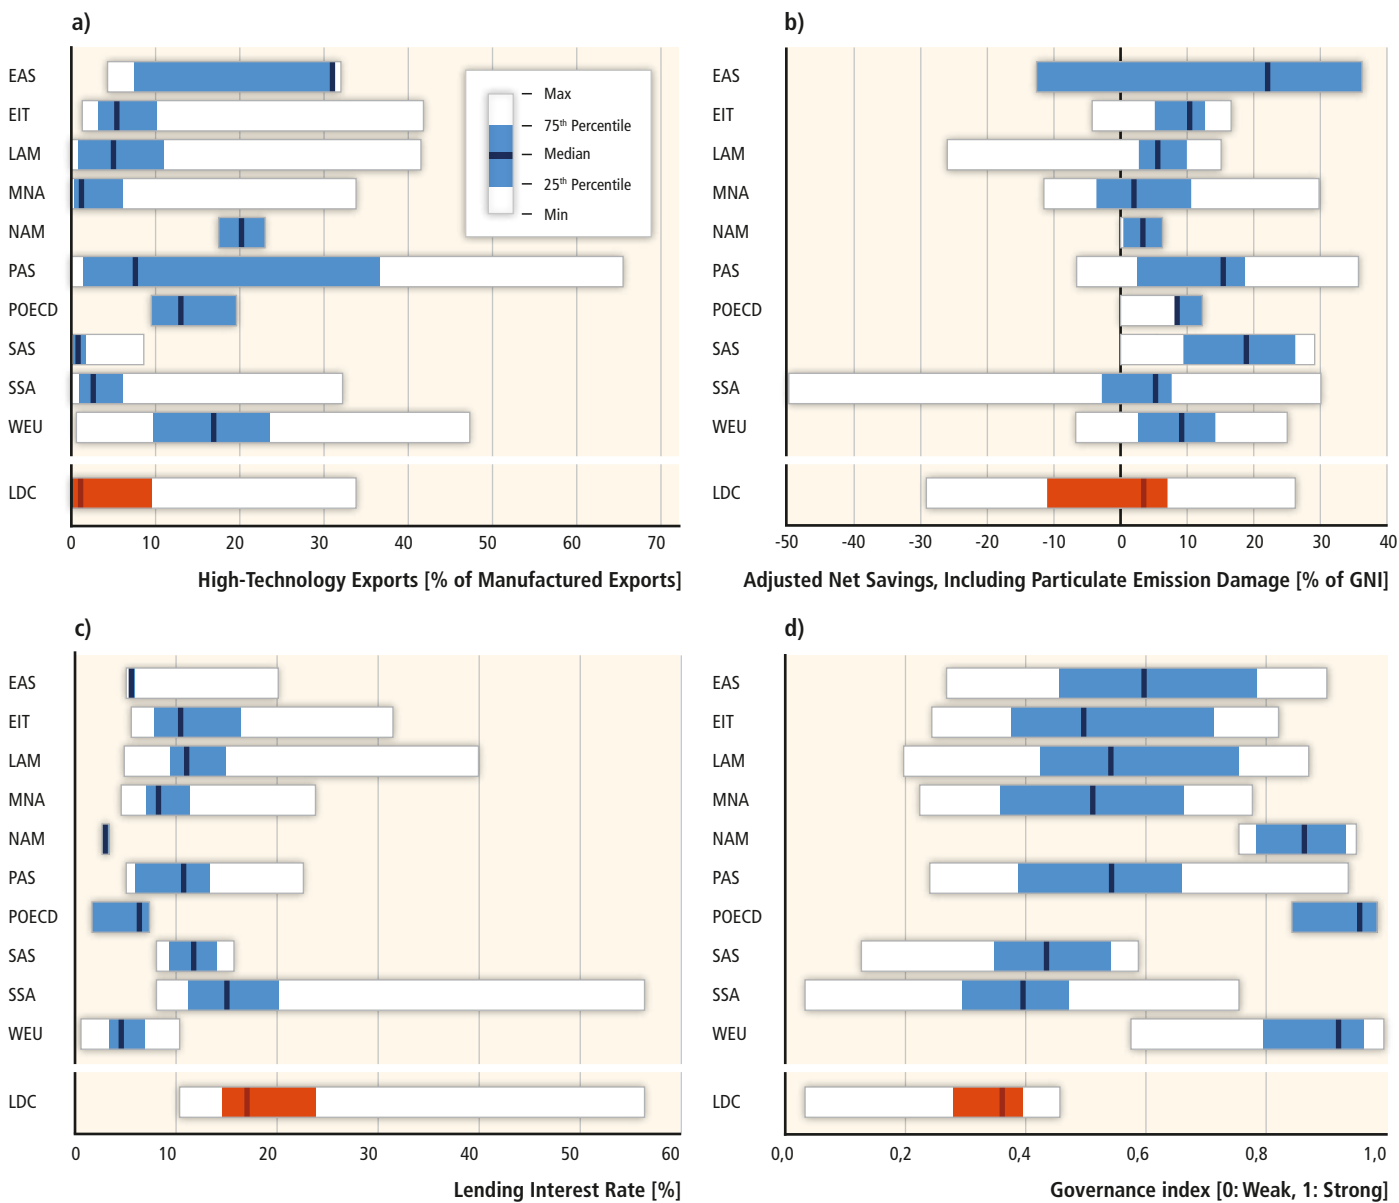 a)
EAS
EIT
LAM
MNA
NAM
PAS
POECD
SAS
SSA
WEU
LDC
Max
75th Percentile
Median
25th Percentile
Min
0 10 20 30 40 50 60 70
High-Technology Exports [% of Manufactured Exports]
b)
EAS
EIT
LAM
MNA
NAM
PAS
POECD
SAS
SSA
WEU
LDC
-50 -40 -30 -20 -10 0 10 20 30 40
Adjusted Net Savings, Including Particulate Emission Damage [% of GNI]
c)
EAS
EIT
LAM
MNA
NAM
PAS
POECD
SAS
SSA
WEU
LDC
0 10 20 30 40 50 60
Lending Interest Rate [%]
d)
EAS
EIT
LAM
MNA
NAM
PAS
POECD
SAS
SSA
WEU
LDC
0,0 0,2 0,4 0,6 0,8 1,0
Governance index [0: Weak, 1: Strong]